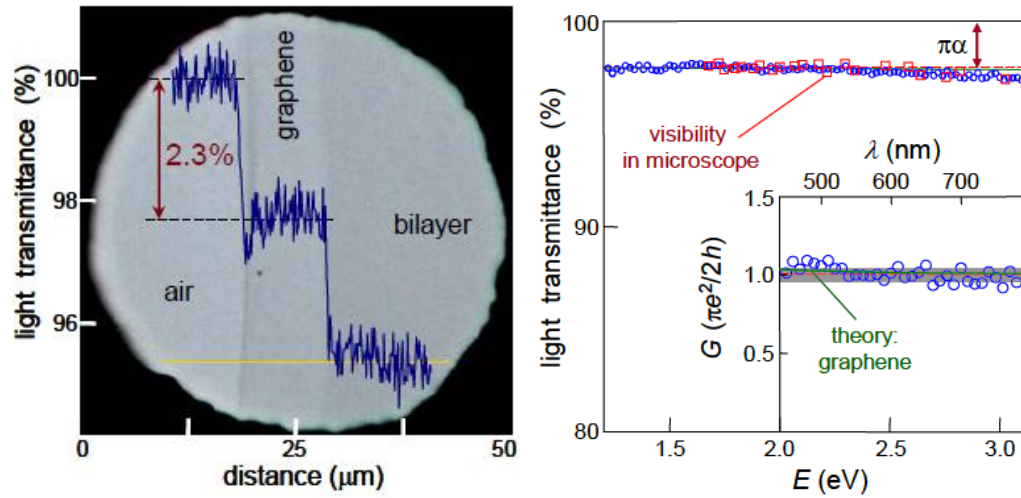 light transmittance (%)
100
98
96
2.3%
air
graphene
bilayer
0
25
50
distance (μm)
light transmittance (%)
100
90
80
πα
visibility
in microscope
λ (nm)
500
600
700
G (πe²/2h)
1.5
1.0
0.5
theory:
graphene
1.5
2.0
2.5
3.0
E (eV)